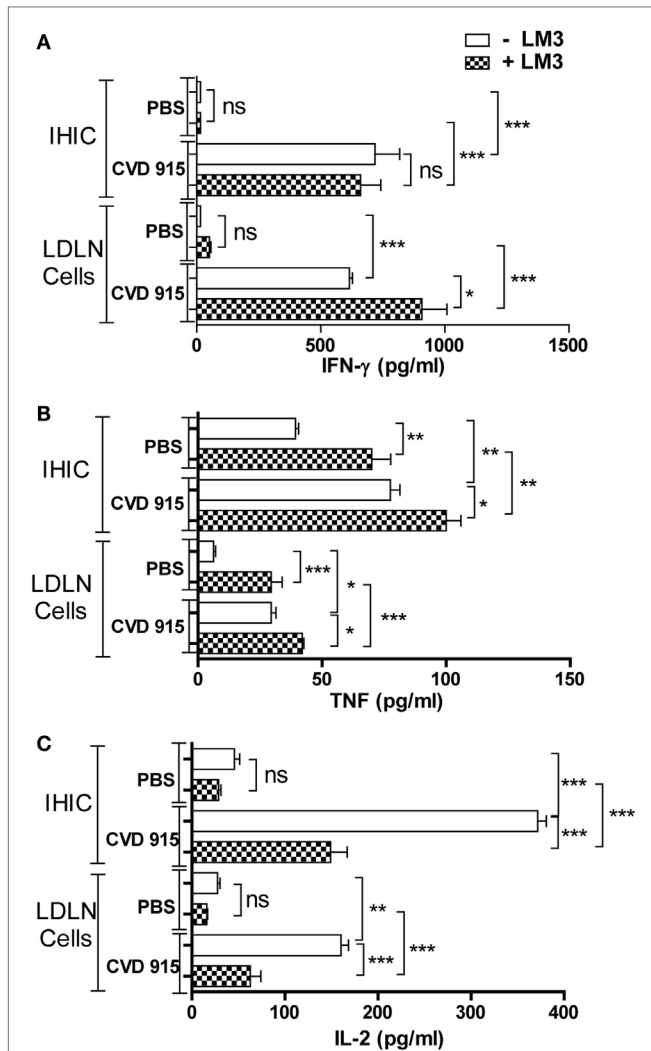 A
- LM3
+ LM3
IHIC
PBS
ns
***
***
CVD 915
ns
LDLN
Cells
PBS
ns
***
***
CVD 915
*
0 500 1000 1500
IFN-γ (pg/ml)
B
IHIC
PBS
**
**
**
CVD 915
*
LDLN
Cells
PBS
***
*
***
CVD 915
*
0 50 100 150
TNF (pg/ml)
C
IHIC
PBS
ns
***
***
CVD 915
***
LDLN
Cells
PBS
ns
**
***
CVD 915
***
0 100 200 300 400
IL-2 (pg/ml)